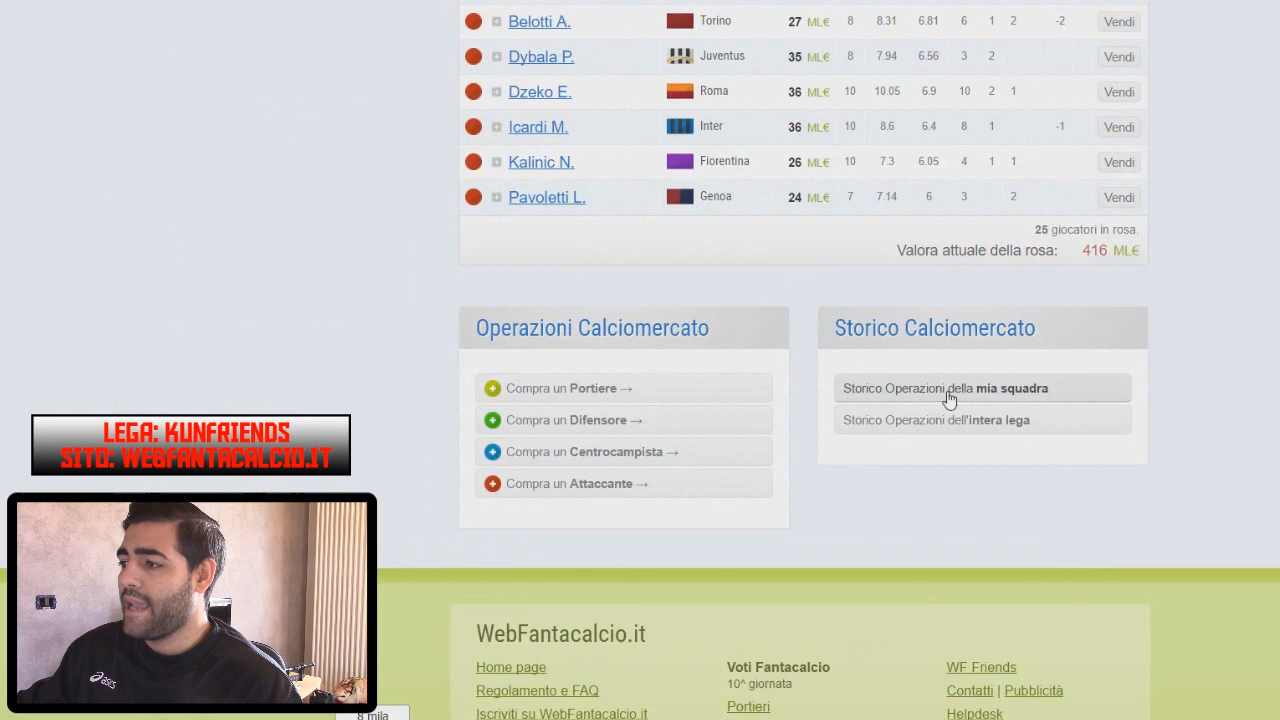 Belotti A. Torino 27 ML€ 8 8.31 6.81 6 1 2 -2 Vendi
Dybala P. Juventus 35 ML€ 8 7.94 6.56 3 2 Vendi
Dzeko E. Roma 36 ML€ 10 10.05 6.9 10 2 1 Vendi
Icardi M. Inter 36 ML€ 10 8.6 6.4 8 1 -1 Vendi
Kalinic N. Fiorentina 26 ML€ 10 7.3 6.05 4 1 1 Vendi
Pavoletti L. Genoa 24 ML€ 7 7.14 6 3 2 Vendi
25 giocatori in rosa.
Valora attuale della rosa: 416 ML€
Operazioni Calciomercato
Compra un Portiere →
Compra un Difensore →
Compra un Centrocampista →
Compra un Attaccante →
Storico Calciomercato
Storico Operazioni della mia squadra
Storico Operazioni dell'intera lega
LEGA: KUNFRIENDS
SITO: WEBFANTACALCIO.IT
asics
WebFantacalcio.it
Home page
Regolamento e FAQ
Iscriviti su WebFantacalcio.it
Voti Fantacalcio
10^ giornata
Portieri
WF Friends
Contatti | Pubblicità
Helpdesk
8 mila